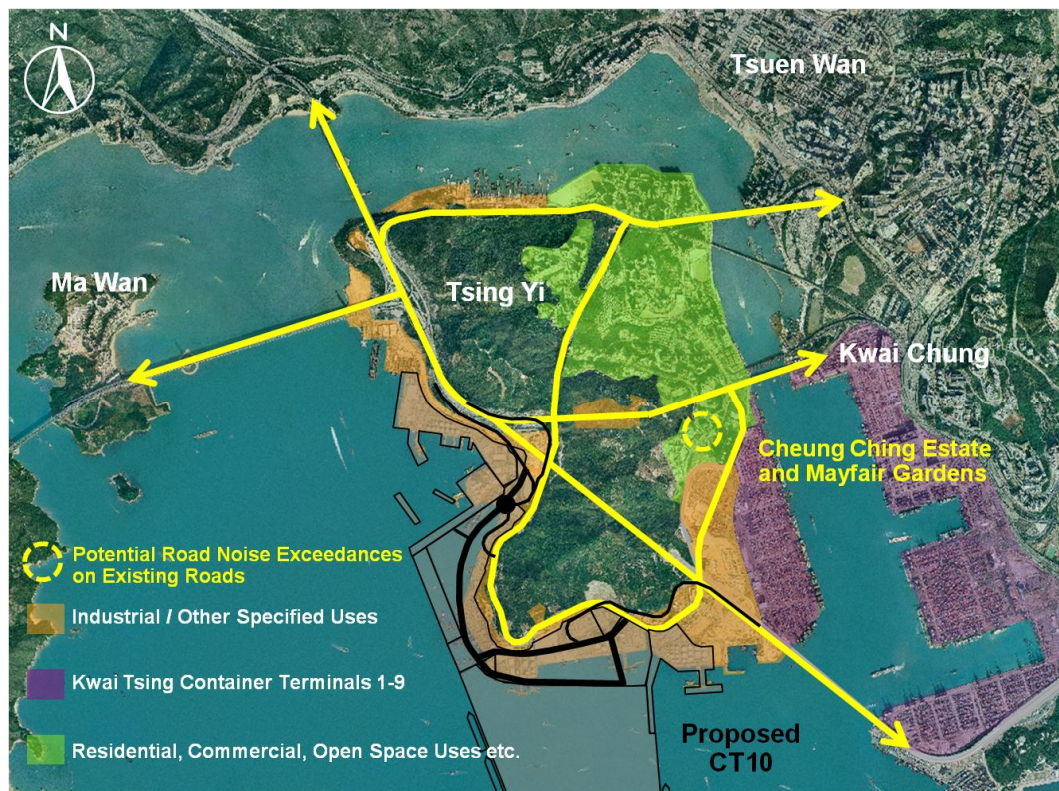 N
Tsuen Wan
Ma Wan
Tsing Yi
Kwai Chung
Cheung Ching Estate
and Mayfair Gardens
Potential Road Noise Exceedances
on Existing Roads
Industrial / Other Specified Uses
Kwai Tsing Container Terminals 1-9
Residential, Commercial, Open Space Uses etc.
Proposed
CT10